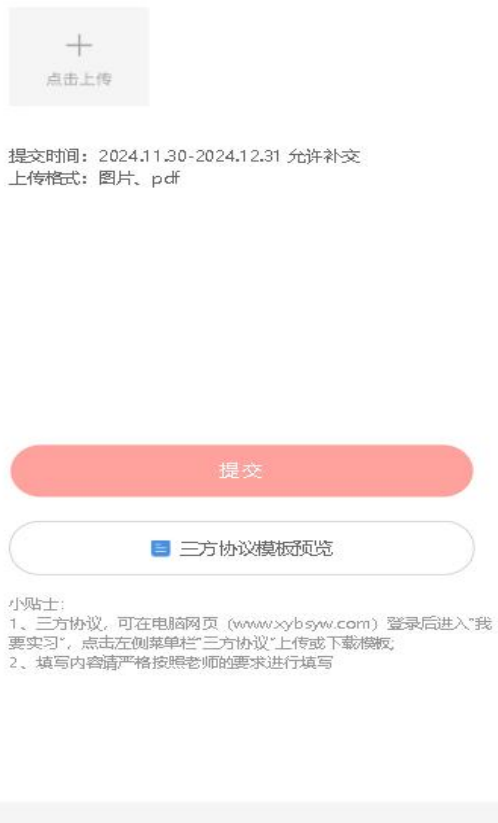 点击上传
提交时间：2024.11.30-2024.12.31 允许补交
上传格式：图片、pdf
提交
三方协议模板预览
小贴士：
1、三方协议, 可在电脑网页（www.xybsyw.com）登录后进入“我
要实习”, 点击左侧菜单栏“三方协议”上传或下载模板;
2、填写内容请严格按照老师的要求进行填写